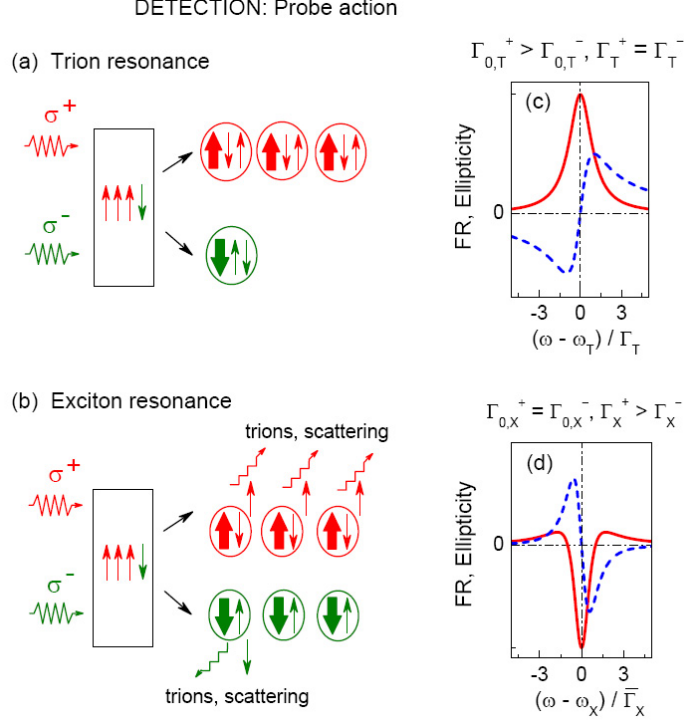 DETECTION: Probe action
(a) Trion resonance
σ+
σ-
Γ0,T+ > Γ0,T-, ΓT+ = ΓT-
(c)
FR, Ellipticity
0
-3 0 3
(ω - ωT) / ΓT
(b) Exciton resonance
trions, scattering
σ+
σ-
trions, scattering
Γ0,X+ = Γ0,X-, ΓX+ > ΓX-
(d)
FR, Ellipticity
0
-3 0 3
(ω - ωX) / Γ̅X